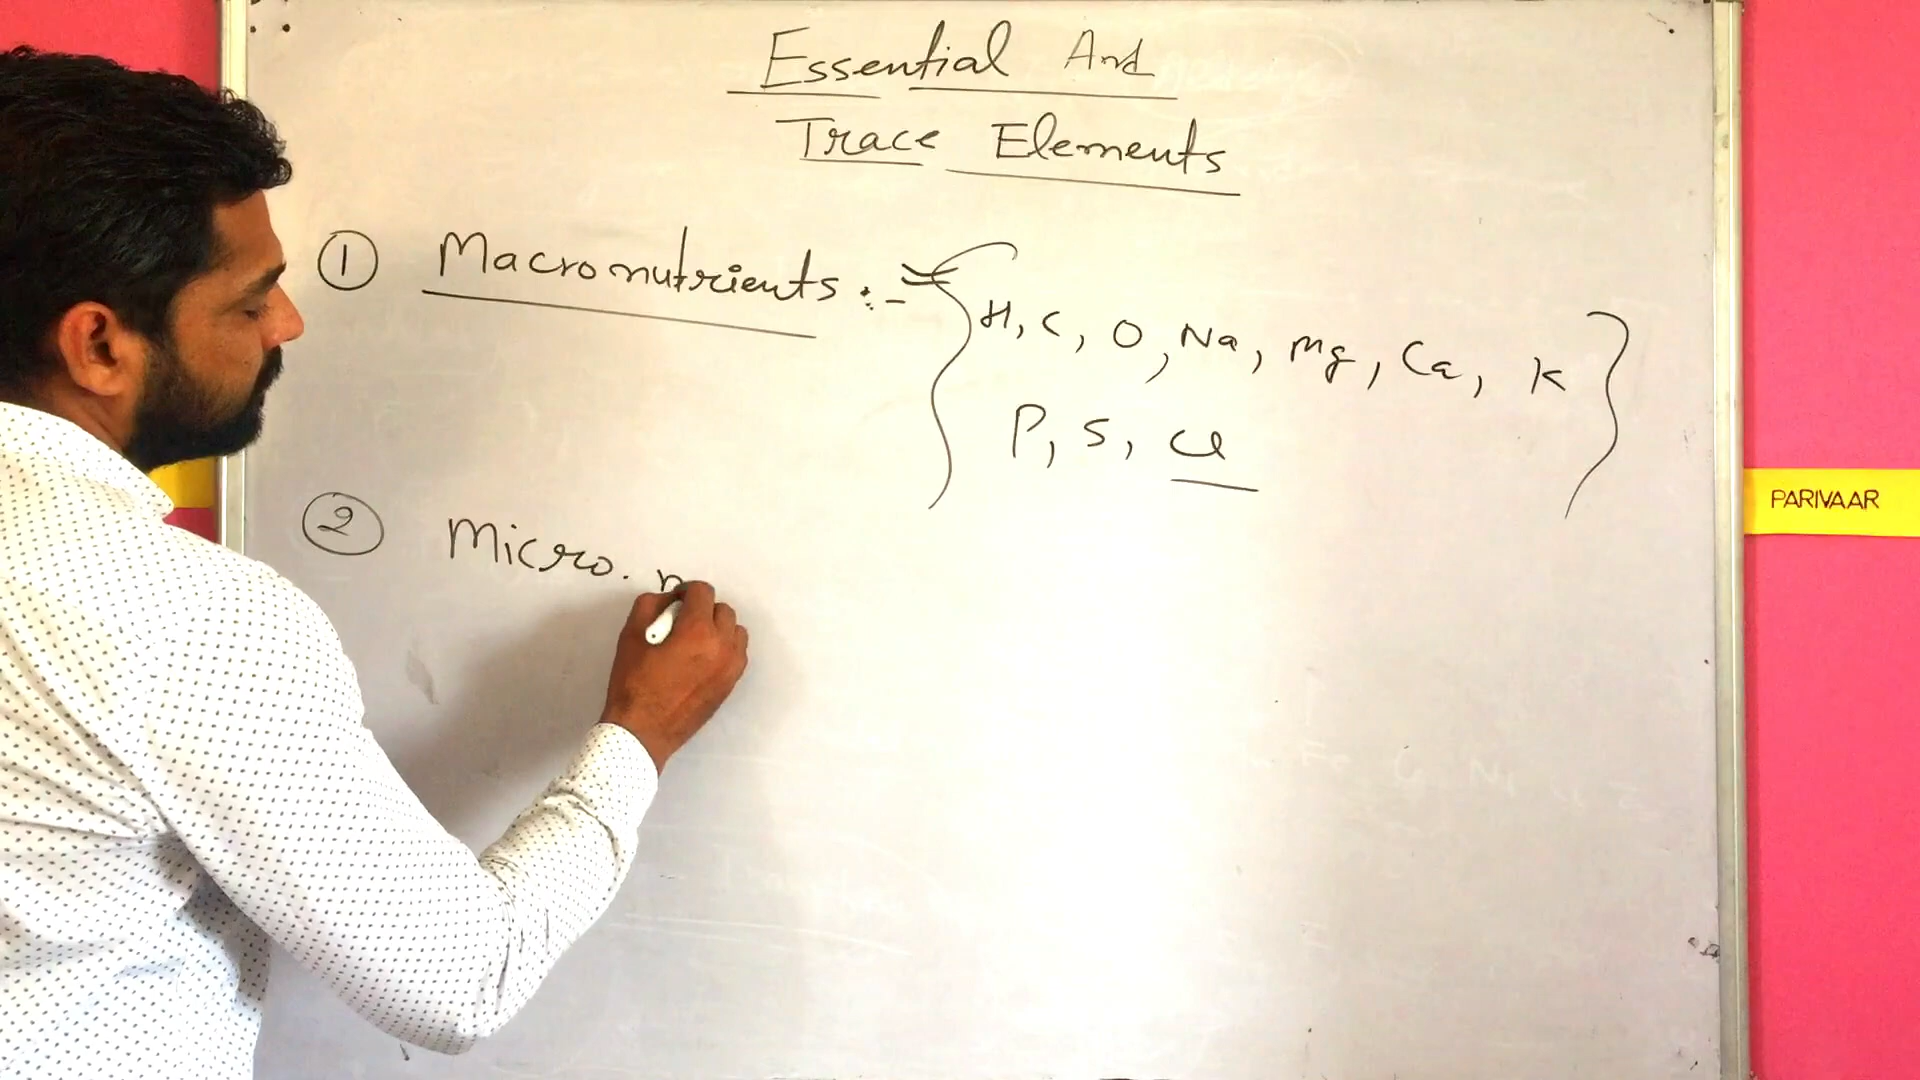 Essential And
Trace Elements
① Macronutrients :- H, C, O, Na, Mg, Ca, K
P, S, Cl
② Micro. n
PARIVAAR